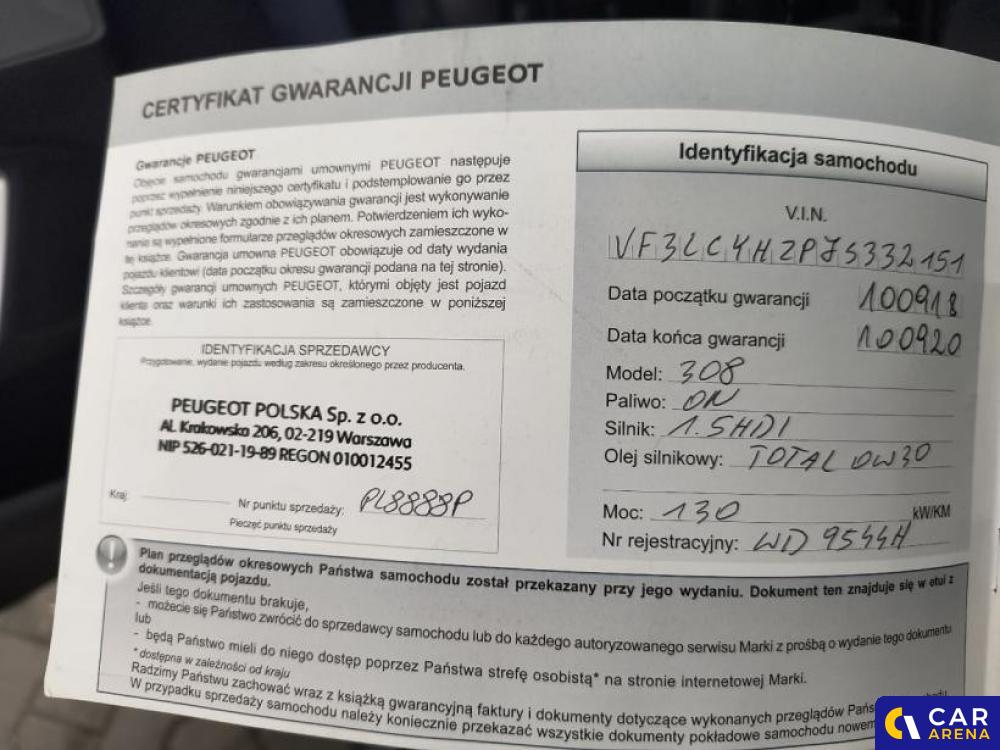 CERTYFIKAT GWARANCJI PEUGEOT
Gwarancje PEUGEOT
Objęcie samochodu gwarancjami umownymi PEUGEOT następuje
poprzez wypełnienie niniejszego certyfikatu i podstemplowanie go przez
punkt sprzedaży. Warunkiem obowiązywania gwarancji jest wykonywanie
przeglądów okresowych zgodnie z ich planem. Potwierdzeniem ich wyko-
nania są wypełnione formularze przeglądów okresowych zamieszczone w
tej książce. Gwarancja umowna PEUGEOT obowiązuje od daty wydania
pojazdu klientowi (data początku okresu gwarancji podana na tej stronie).
Szczegóły gwarancji umownych PEUGEOT, którymi objęty jest pojazd
klienta oraz warunki ich zastosowania są zamieszczone w poniższej
książce.
IDENTYFIKACJA SPRZEDAWCY
Przygotowanie, wydanie pojazdu według zakresu określonego przez producenta.
PEUGEOT POLSKA Sp. z o.o.
Al. Krakowska 206, 02-219 Warszawa
NIP 526-021-19-89 REGON 010012455
Kraj:
Nr punktu sprzedaży: PL8888P
Pieczęć punktu sprzedaży
Identyfikacja samochodu
V.I.N.
VF3LCYHZPJS332151
Data początku gwarancji 100918
Data końca gwarancji 100920
Model: 308
Paliwo: ON
Silnik: 1.5HDI
Olej silnikowy: TOTAL 0W30
Moc: 130 kW/KM
Nr rejestracyjny: WD 9544H
Plan przeglądów okresowych Państwa samochodu został przekazany przy jego wydaniu. Dokument ten znajduje się w etui z
dokumentacją pojazdu.
Jeśli tego dokumentu brakuje,
- możecie się Państwo zwrócić do sprzedawcy samochodu lub do każdego autoryzowanego serwisu Marki z prośbą o wydanie tego dokumentu
lub
- będą Państwo mieli do niego dostęp poprzez Państwa strefę osobistą* na stronie internetowej Marki.
*dostępna w zależności od kraju
Radzimy Państwu zachować wraz z książką gwarancyjną faktury i dokumenty dotyczące wykonanych przeglądów
W przypadku sprzedaży samochodu należy koniecznie przekazać wszystkie dokumenty pokładowe samochodu
CAR
ARENA